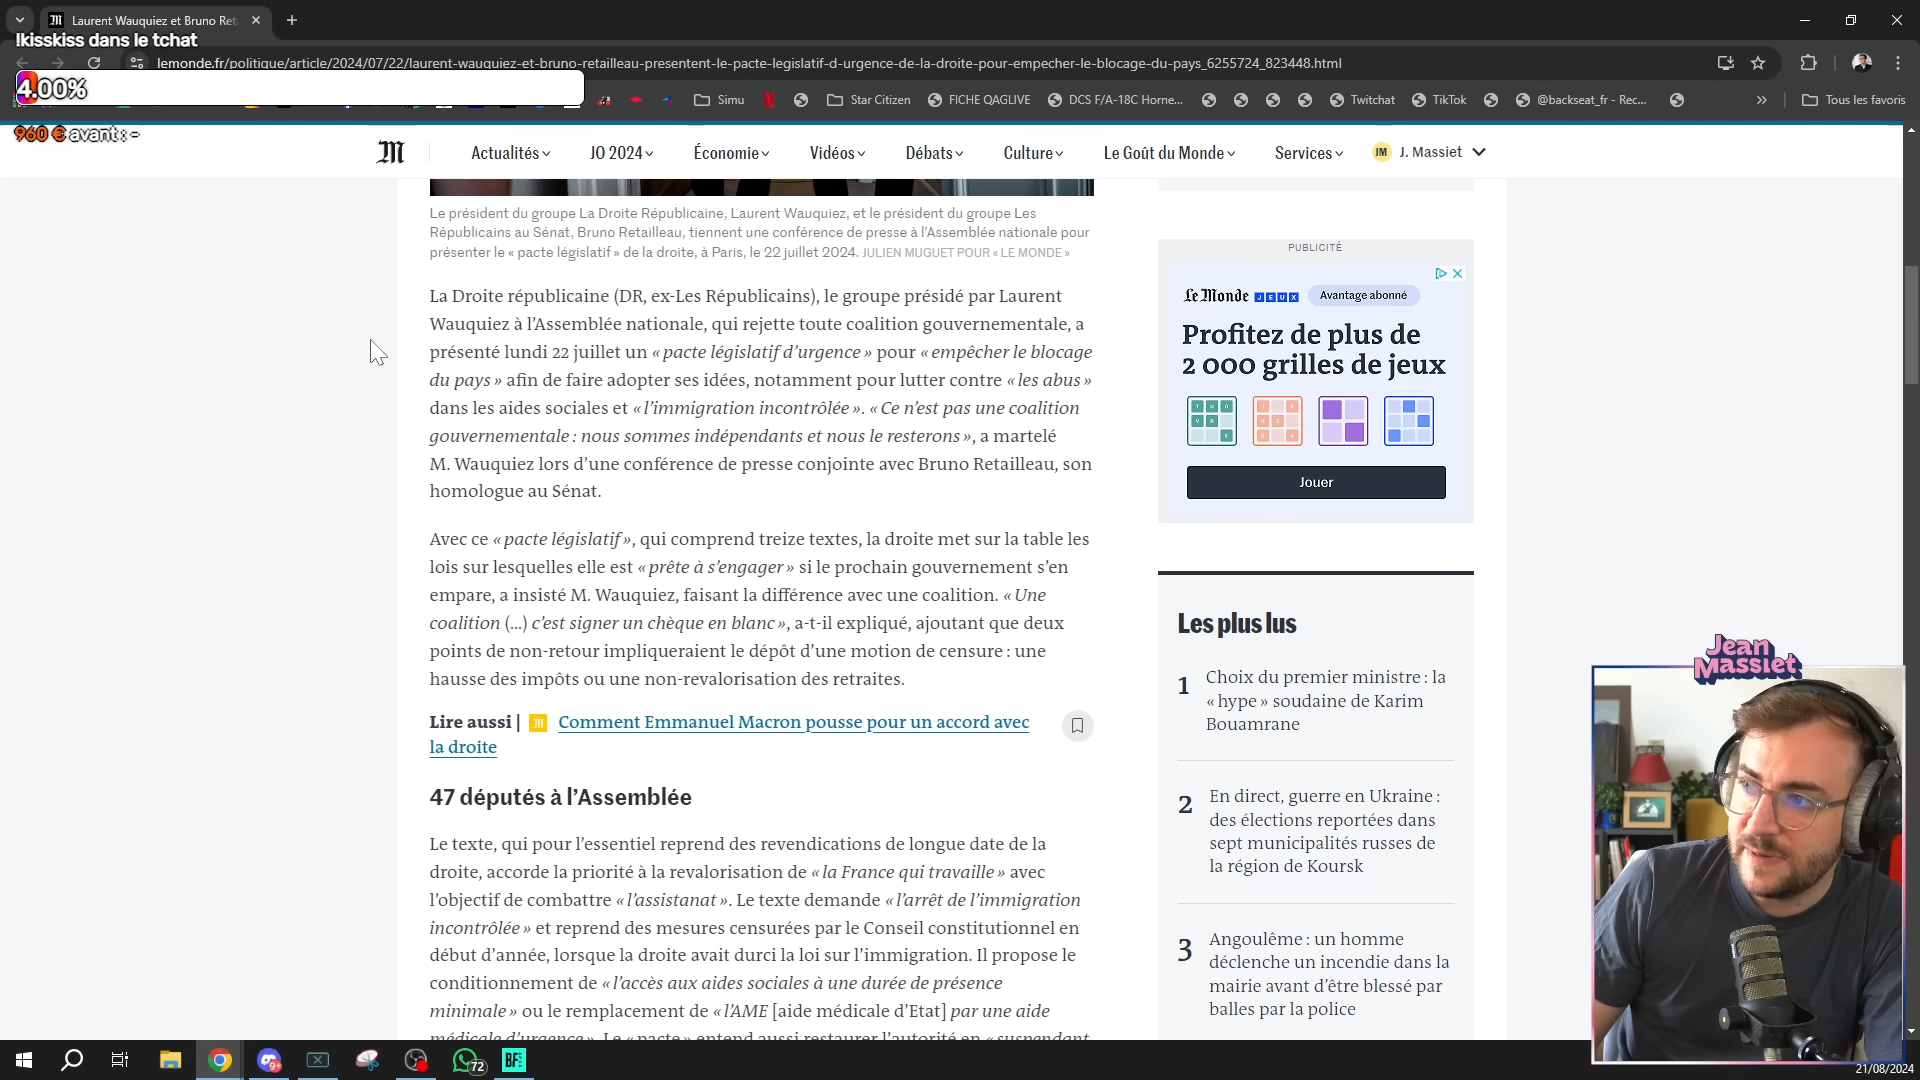 Laurent Wauquiez et Bruno Ret
!kisskiss dans le tchat
lemonde.fr/politique/article/2024/07/22/laurent-wauquiez-et-bruno-retailleau-presentent-le-pacte-legislatif-d-urgence-de-la-droite-pour-empecher-le-blocage-du-pays_6255724_823448.html
4.00%
Simu
Star Citizen
FICHE QAGLIVE
DCS F/A-18C Horne...
Twitchat
TikTok
@backseat_fr - Rec...
Tous les favoris
960 € avant : -
M
Actualités
JO 2024
Économie
Vidéos
Débats
Culture
Le Goût du Monde
Services
JM
J. Massiet
Le président du groupe La Droite Républicaine, Laurent Wauquiez, et le président du groupe Les
Républicains au Sénat, Bruno Retailleau, tiennent une conférence de presse à l'Assemblée nationale pour
présenter le « pacte législatif » de la droite, à Paris, le 22 juillet 2024. JULIEN MUGUET POUR « LE MONDE »
La Droite républicaine (DR, ex-Les Républicains), le groupe présidé par Laurent
Wauquiez à l'Assemblée nationale, qui rejette toute coalition gouvernementale, a
présenté lundi 22 juillet un « pacte législatif d'urgence » pour « empêcher le blocage
du pays » afin de faire adopter ses idées, notamment pour lutter contre « les abus »
dans les aides sociales et « l'immigration incontrôlée ». « Ce n'est pas une coalition
gouvernementale : nous sommes indépendants et nous le resterons », a martelé
M. Wauquiez lors d'une conférence de presse conjointe avec Bruno Retailleau, son
homologue au Sénat.
Avec ce « pacte législatif », qui comprend treize textes, la droite met sur la table les
lois sur lesquelles elle est « prête à s'engager » si le prochain gouvernement s'en
empare, a insisté M. Wauquiez, faisant la différence avec une coalition. « Une
coalition (...) c'est signer un chèque en blanc », a-t-il expliqué, ajoutant que deux
points de non-retour impliqueraient le dépôt d'une motion de censure : une
hausse des impôts ou une non-revalorisation des retraites.
Lire aussi | Comment Emmanuel Macron pousse pour un accord avec
la droite
47 députés à l'Assemblée
Le texte, qui pour l'essentiel reprend des revendications de longue date de la
droite, accorde la priorité à la revalorisation de « la France qui travaille » avec
l'objectif de combattre « l'assistanat ». Le texte demande « l'arrêt de l'immigration
incontrôlée » et reprend des mesures censurées par le Conseil constitutionnel en
début d'année, lorsque la droite avait durci la loi sur l'immigration. Il propose le
conditionnement de « l'accès aux aides sociales à une durée de présence
minimale » ou le remplacement de « l'AME [aide médicale d'Etat] par une aide
médicale d'urgence ». Le « pacte » entend aussi restaurer l'autorité en « suspendant
PUBLICITÉ
Le Monde JEUX
Avantage abonné
Profitez de plus de
2 000 grilles de jeux
Jouer
Les plus lus
1 Choix du premier ministre : la
« hype » soudaine de Karim
Bouamrane
2 En direct, guerre en Ukraine :
des élections reportées dans
sept municipalités russes de
la région de Koursk
3 Angoulême : un homme
déclenche un incendie dans la
mairie avant d'être blessé par
balles par la police
Jean
Massiet
9+
72
BF
21/08/2024